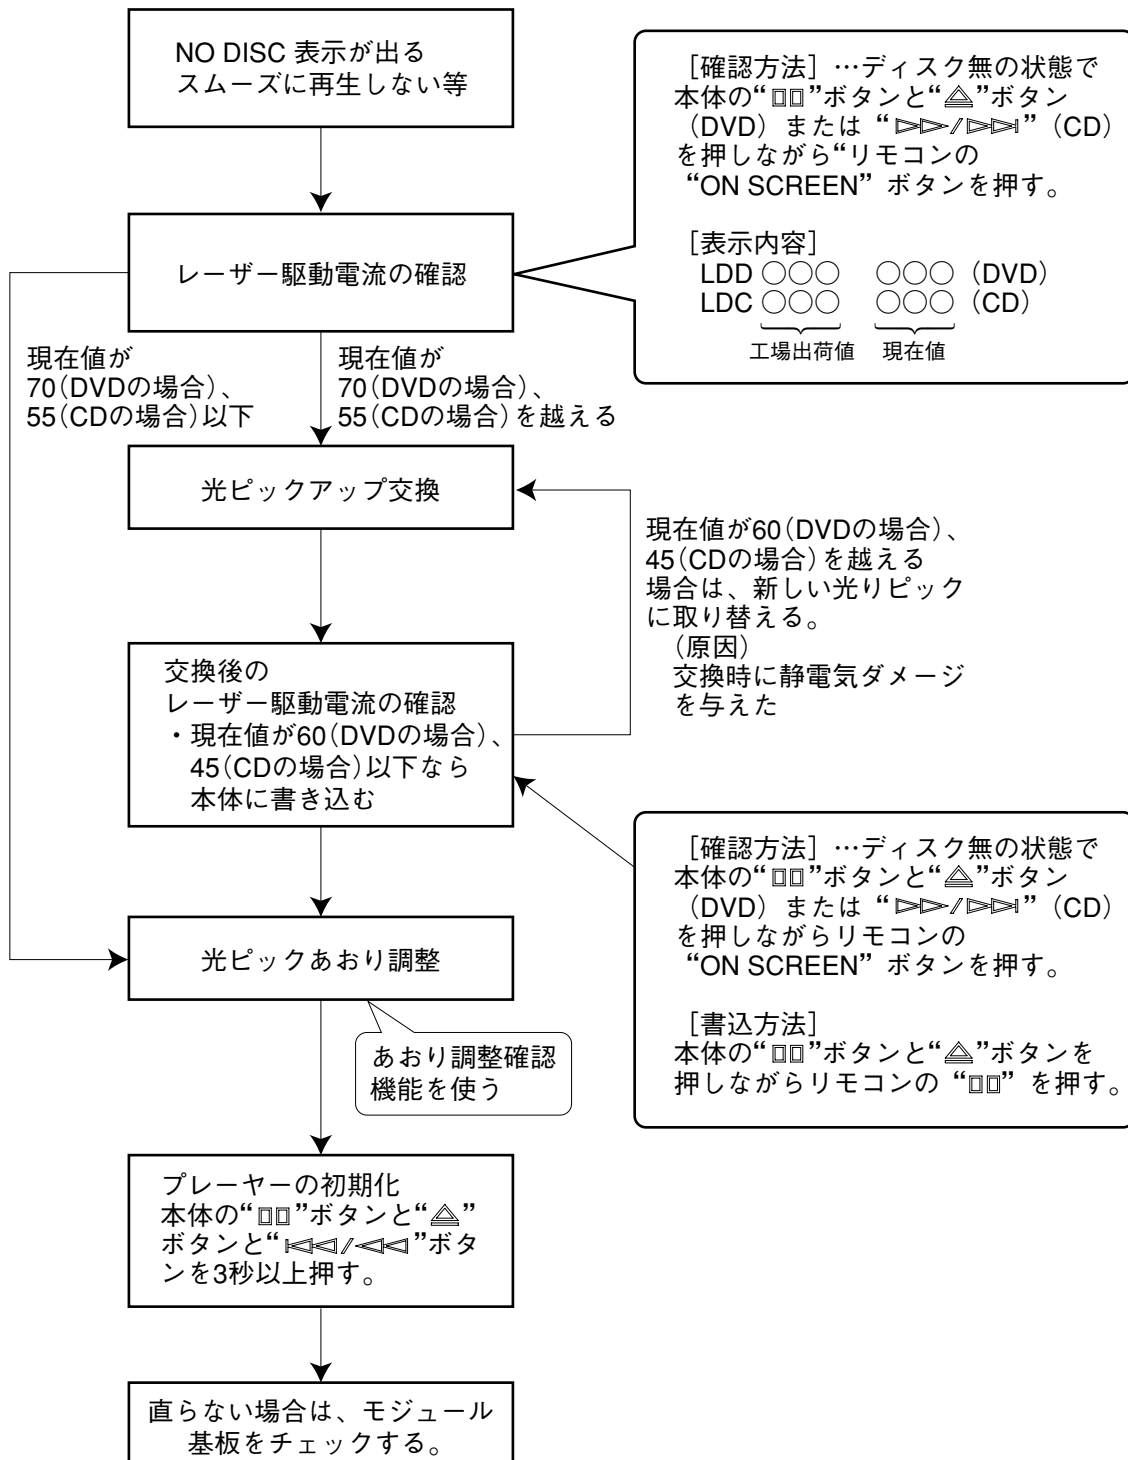 NO DISC 表示が出る
スムーズに再生しない等
［確認方法］…ディスク無の状態で
本体の“▯▯”ボタンと“⏏”ボタン
（DVD）または “▷▷/▷▷|”（CD）
を押しながら“リモコンの
“ON SCREEN” ボタンを押す。
［表示内容］
LDD ○○○ ○○○（DVD）
LDC ○○○ ○○○（CD）
工場出荷値 現在値
レーザー駆動電流の確認
現在値が
70(DVDの場合)、
55(CDの場合)以下
現在値が
70(DVDの場合)、
55(CDの場合)を越える
光ピックアップ交換
現在値が60(DVDの場合)、
45(CDの場合)を越える
場合は、新しい光りピック
に取り替える。
（原因）
交換時に静電気ダメージ
を与えた
交換後の
レーザー駆動電流の確認
・現在値が60(DVDの場合)、
45(CDの場合)以下なら
本体に書き込む
［確認方法］…ディスク無の状態で
本体の“▯▯”ボタンと“⏏”ボタン
（DVD）または “▷▷/▷▷|”（CD）
を押しながらリモコンの
“ON SCREEN” ボタンを押す。
［書込方法］
本体の“▯▯”ボタンと“⏏”ボタンを
押しながらリモコンの “▯▯” を押す。
光ピックあおり調整
あおり調整確認
機能を使う
プレーヤーの初期化
本体の“▯▯”ボタンと“⏏”
ボタンと“|◁◁/◁◁”ボタ
ンを3秒以上押す。
直らない場合は、モジュール
基板をチェックする。